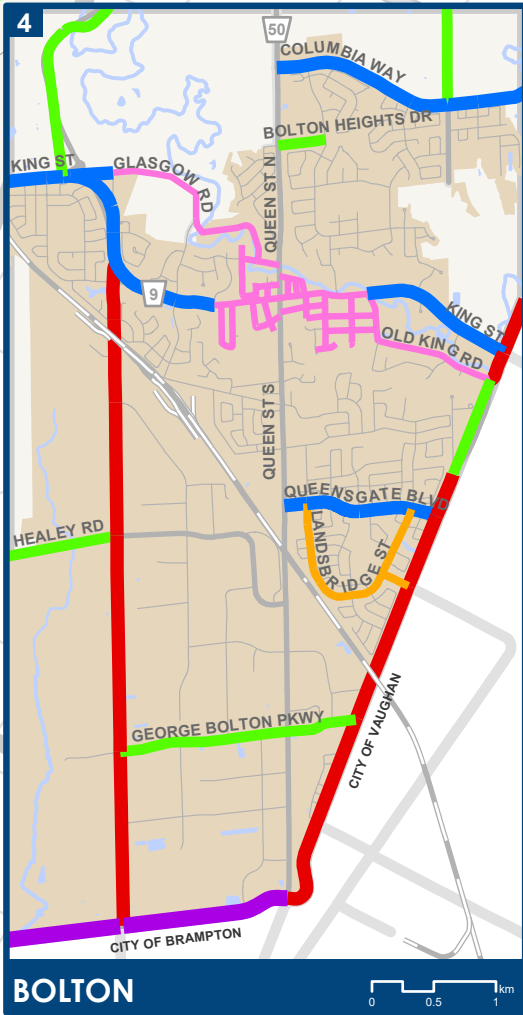 4
50
COLUMBIA WAY
BOLTON HEIGHTS DR
KING ST
GLASGOW RD
QUEEN ST N
9
KING ST
OLD KING RD
QUEEN ST S
QUEENSGATE BLVD
HEALEY RD
LANDSBRIDGE ST
GEORGE BOLTON PKWY
CITY OF VAUGHAN
CITY OF BRAMPTON
BOLTON
km
0 0.5 1